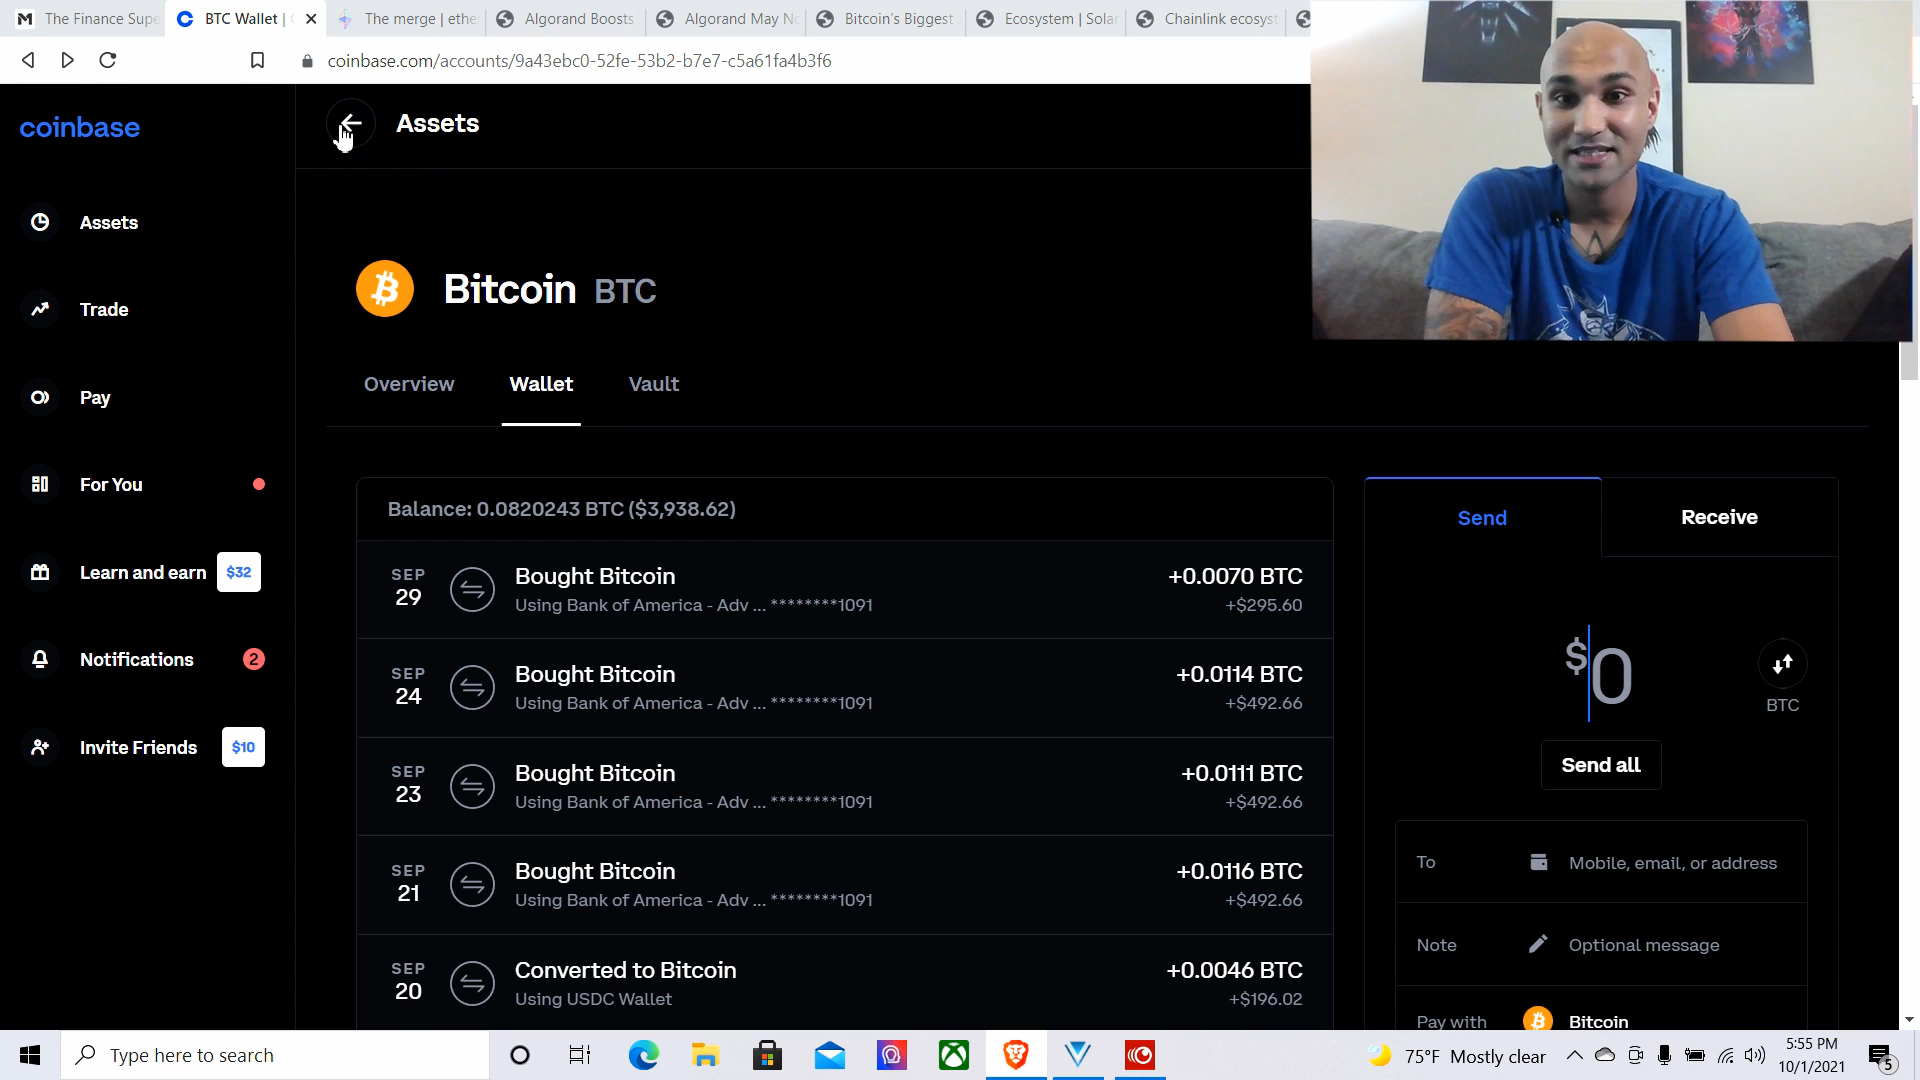 The Finance Supe
BTC Wallet |
The merge | ethe
Algorand Boosts
Algorand May No
Bitcoin's Biggest
Ecosystem | Solan
Chainlink ecosyst
coinbase.com/accounts/9a43ebc0-52fe-53b2-b7e7-c5a61fa4b3f6
coinbase
Assets
Trade
Pay
For You
Learn and earn $32
Notifications 2
Invite Friends $10
Assets
Bitcoin BTC
Overview Wallet Vault
Balance: 0.0820243 BTC ($3,938.62)
SEP 29
Bought Bitcoin +0.0070 BTC
Using Bank of America - Adv ... ********1091 +$295.60
SEP 24
Bought Bitcoin +0.0114 BTC
Using Bank of America - Adv ... ********1091 +$492.66
SEP 23
Bought Bitcoin +0.0111 BTC
Using Bank of America - Adv ... ********1091 +$492.66
SEP 21
Bought Bitcoin +0.0116 BTC
Using Bank of America - Adv ... ********1091 +$492.66
SEP 20
Converted to Bitcoin +0.0046 BTC
Using USDC Wallet +$196.02
Send Receive
$0
BTC
Send all
To Mobile, email, or address
Note Optional message
Pay with Bitcoin
Type here to search
75°F Mostly clear
5:55 PM
10/1/2021
5